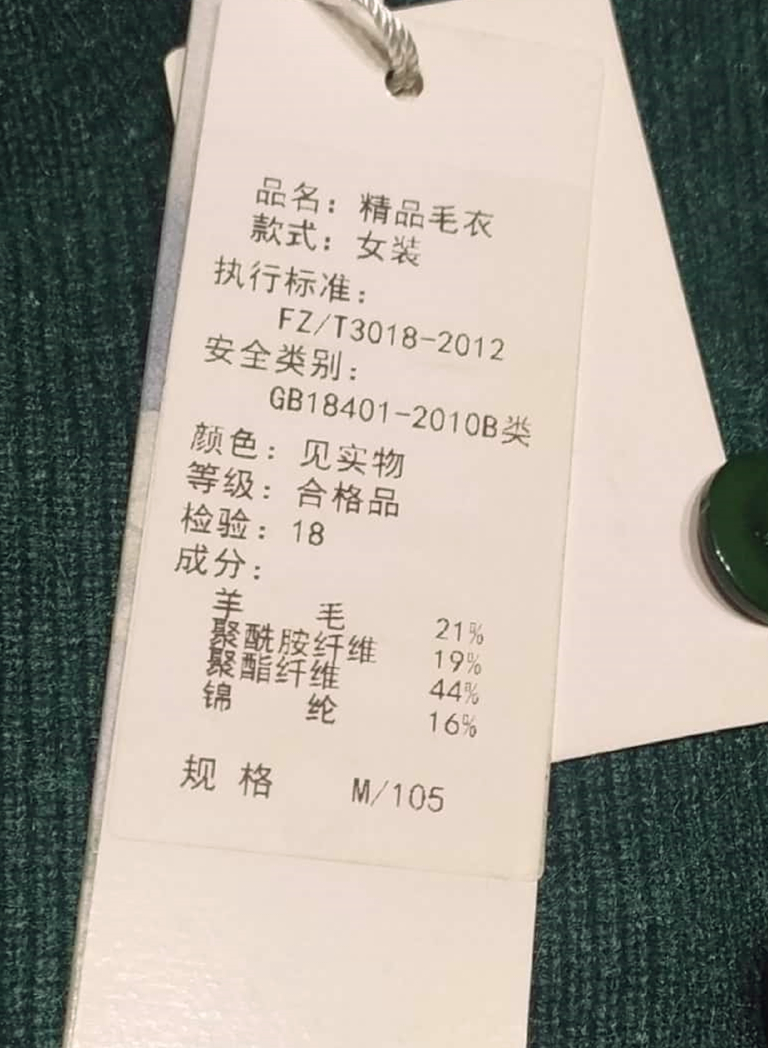 品名：精品毛衣
款式：女装
执行标准：
FZ/T3018-2012
安全类别：
GB18401-2010B类
颜色：见实物
等级：合格品
检验：18
成分：
羊 毛 21%
聚酰胺纤维 19%
聚酯纤维 44%
锦 纶 16%
规 格 M/105